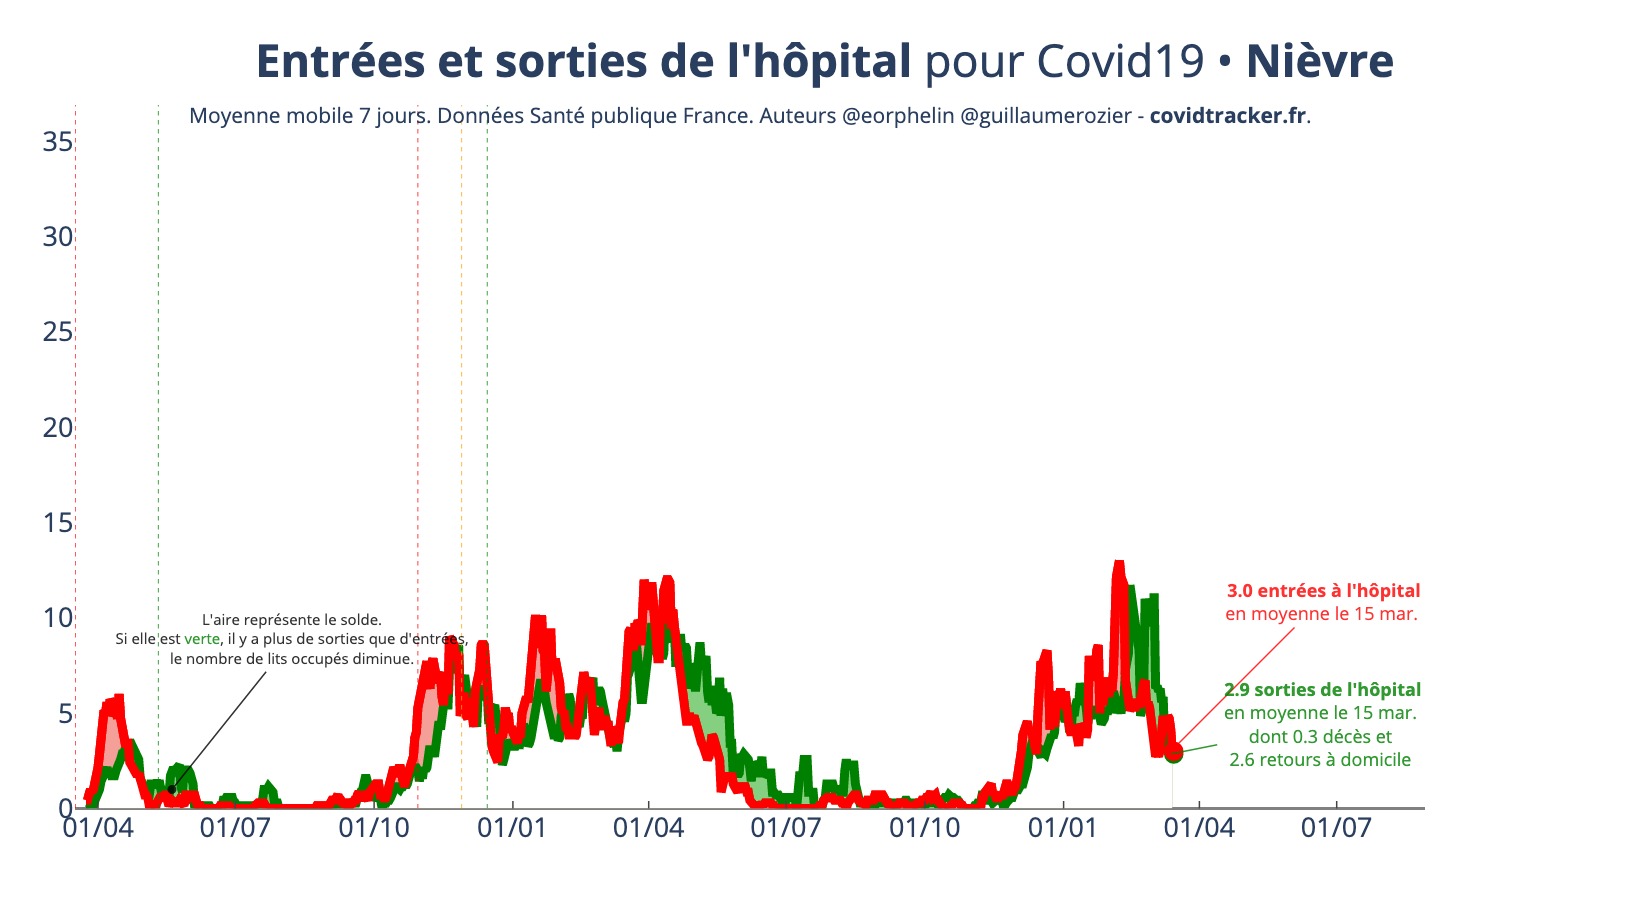 Entrées et sorties de l'hôpital pour Covid19 • Nièvre
Moyenne mobile 7 jours. Données Santé publique France. Auteurs @eorphelin @guillaumerozier - covidtracker.fr.
35
30
25
20
15
10
5
0
L'aire représente le solde.
Si elle est verte, il y a plus de sorties que d'entrées,
le nombre de lits occupés diminue.
3.0 entrées à l'hôpital
en moyenne le 15 mar.
2.9 sorties de l'hôpital
en moyenne le 15 mar.
dont 0.3 décès et
2.6 retours à domicile
01/04 01/07 01/10 01/01 01/04 01/07 01/10 01/01 01/04 01/07